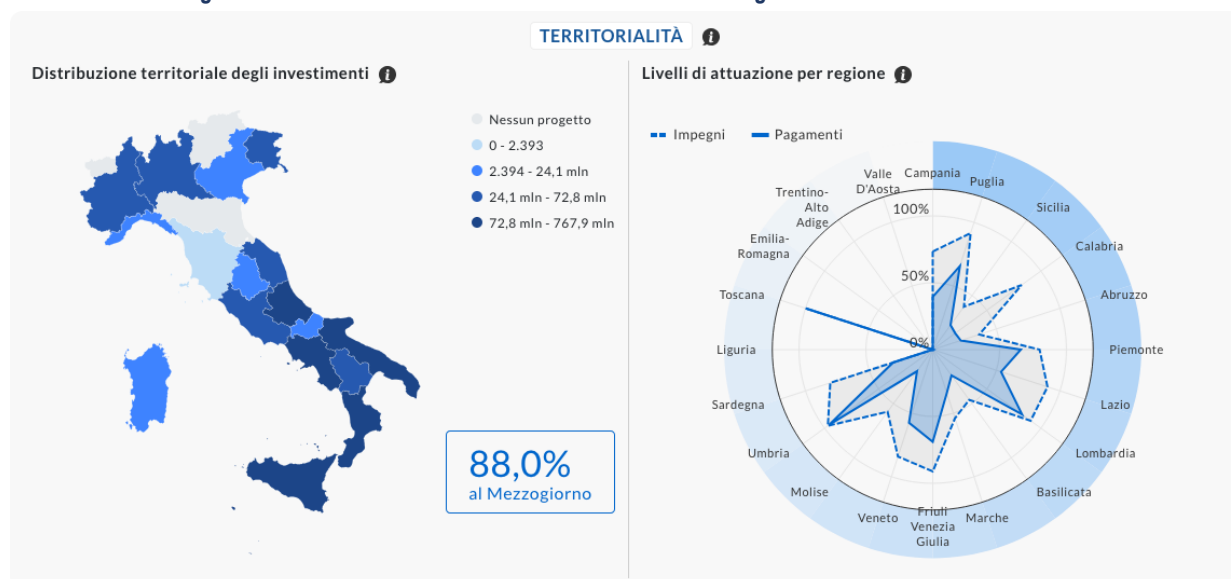 TERRITORIALITÀ
Distribuzione territoriale degli investimenti
Nessun progetto
0 - 2.393
2.394 - 24,1 mln
24,1 mln - 72,8 mln
72,8 mln - 767,9 mln
88,0%
al Mezzogiorno
Livelli di attuazione per regione
Impegni
Pagamenti
Campania
Puglia
Sicilia
Calabria
Abruzzo
Piemonte
Lazio
Lombardia
Basilicata
Marche
Friuli
Venezia
Giulia
Veneto
Molise
Umbria
Sardegna
Liguria
Toscana
Emilia-
Romagna
Trentino-
Alto
Adige
Valle
D'Aosta
100%
50%
0%